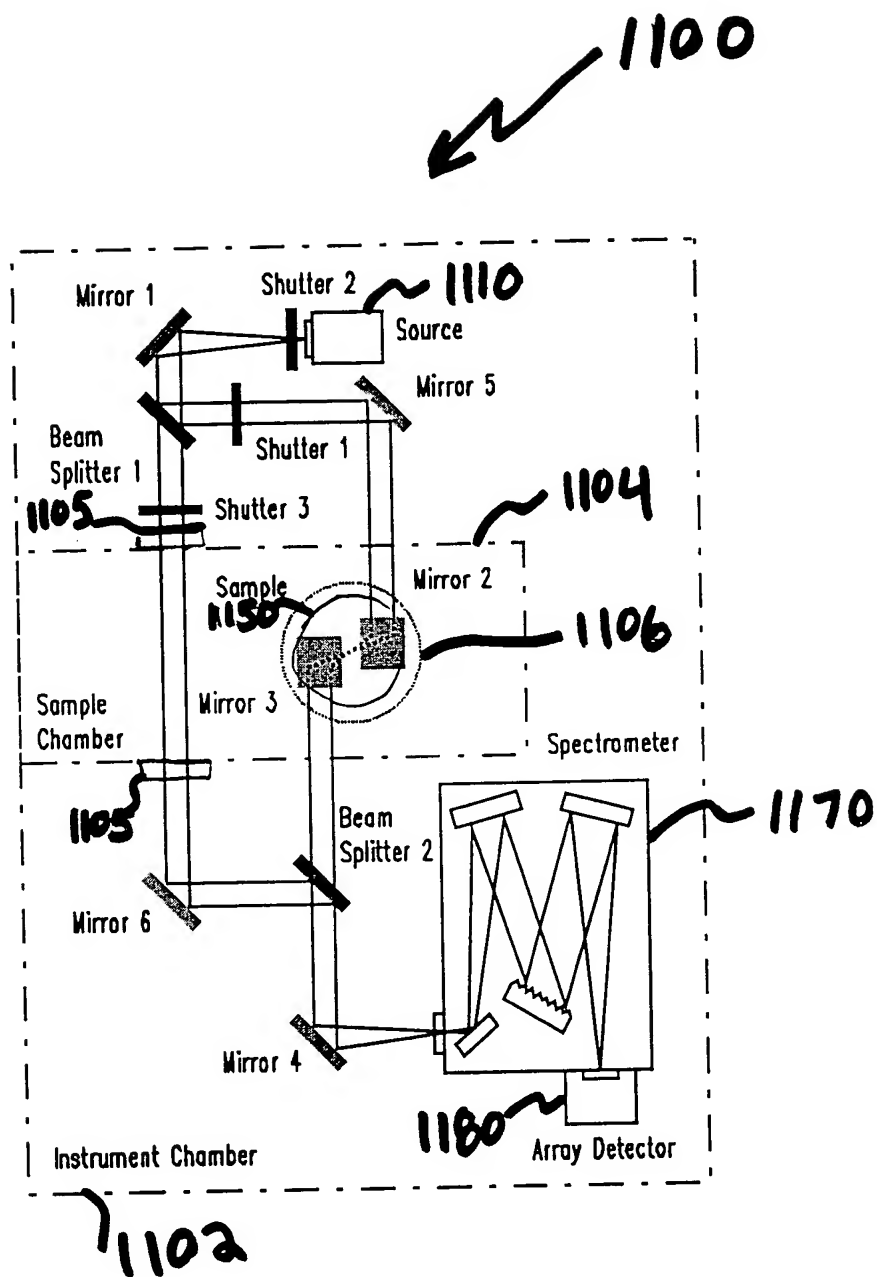 1100
Mirror 1
Shutter 2
1110
Source
Mirror 5
Beam
Splitter 1
Shutter 1
1104
1105
Shutter 3
Sample
Mirror 2
1150
1106
Mirror 3
Sample
Chamber
Spectrometer
1105
Beam
Splitter 2
1170
Mirror 6
Mirror 4
1180
Instrument Chamber
Array Detector
1102